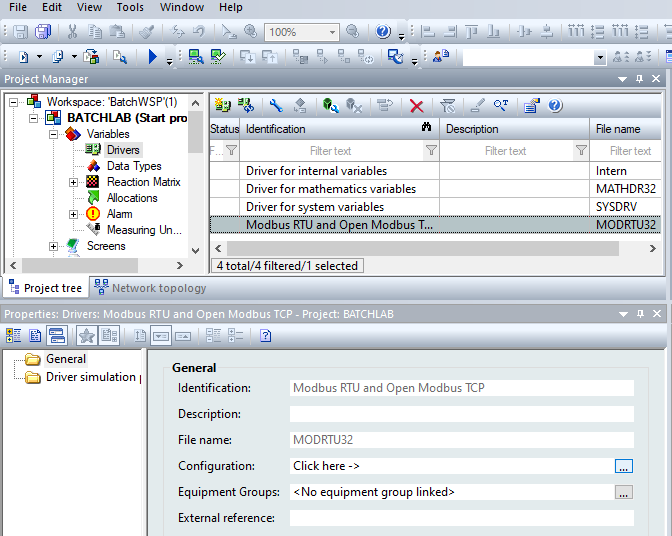 File Edit View Tools Window Help
100%
Project Manager
Workspace: 'BatchWSP'(1)
BATCHLAB (Start pro
Variables
Drivers
Data Types
Reaction Matrix
Allocations
Alarm
Measuring Un...
Screens
Status Identification Description File name
F... Filter text Filter text Filter text
Driver for internal variables Intern
Driver for mathematics variables MATHDR32
Driver for system variables SYSDRV
Modbus RTU and Open Modbus T... MODRTU32
4 total/4 filtered/1 selected
Project tree Network topology
Properties: Drivers: Modbus RTU and Open Modbus TCP - Project: BATCHLAB
General
Driver simulation p
General
Identification: Modbus RTU and Open Modbus TCP
Description:
File name: MODRTU32
Configuration: Click here -> ...
Equipment Groups: <No equipment group linked> ...
External reference: